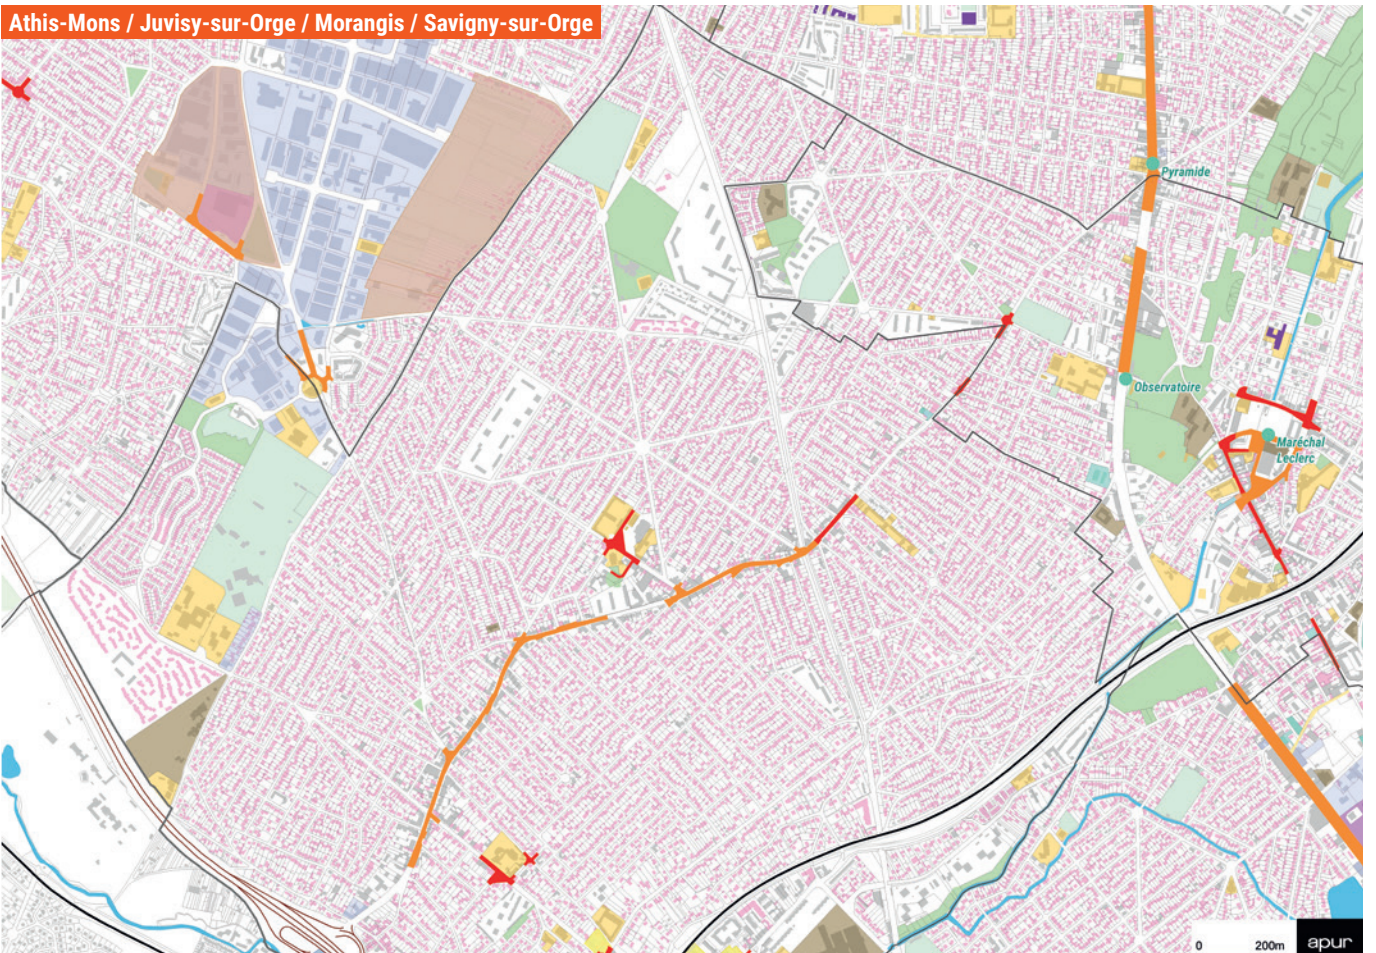 Athis-Mons / Juvisy-sur-Orge / Morangis / Savigny-sur-Orge
Pyramide
Observatoire
Maréchal
Leclerc
0 200m
apur